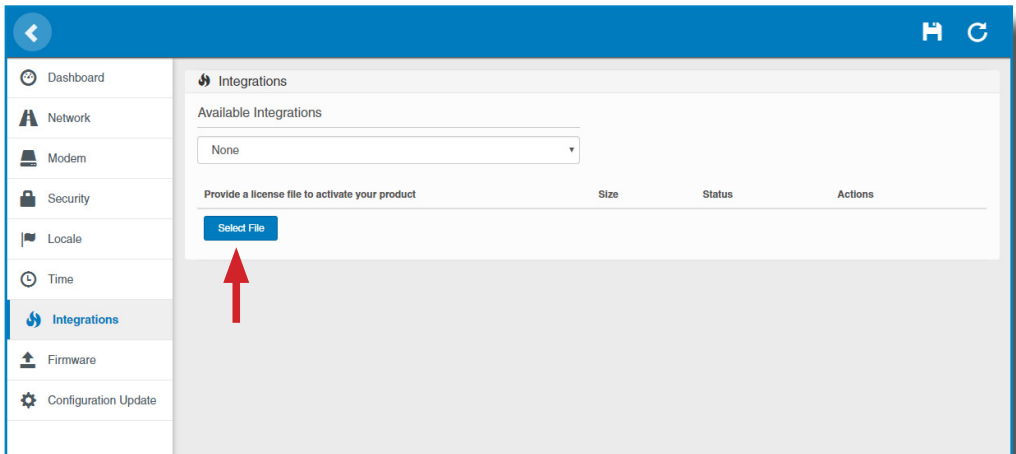 Dashboard
Network
Modem
Security
Locale
Time
Integrations
Firmware
Configuration Update
Integrations
Available Integrations
None
Provide a license file to activate your product Size Status Actions
Select File